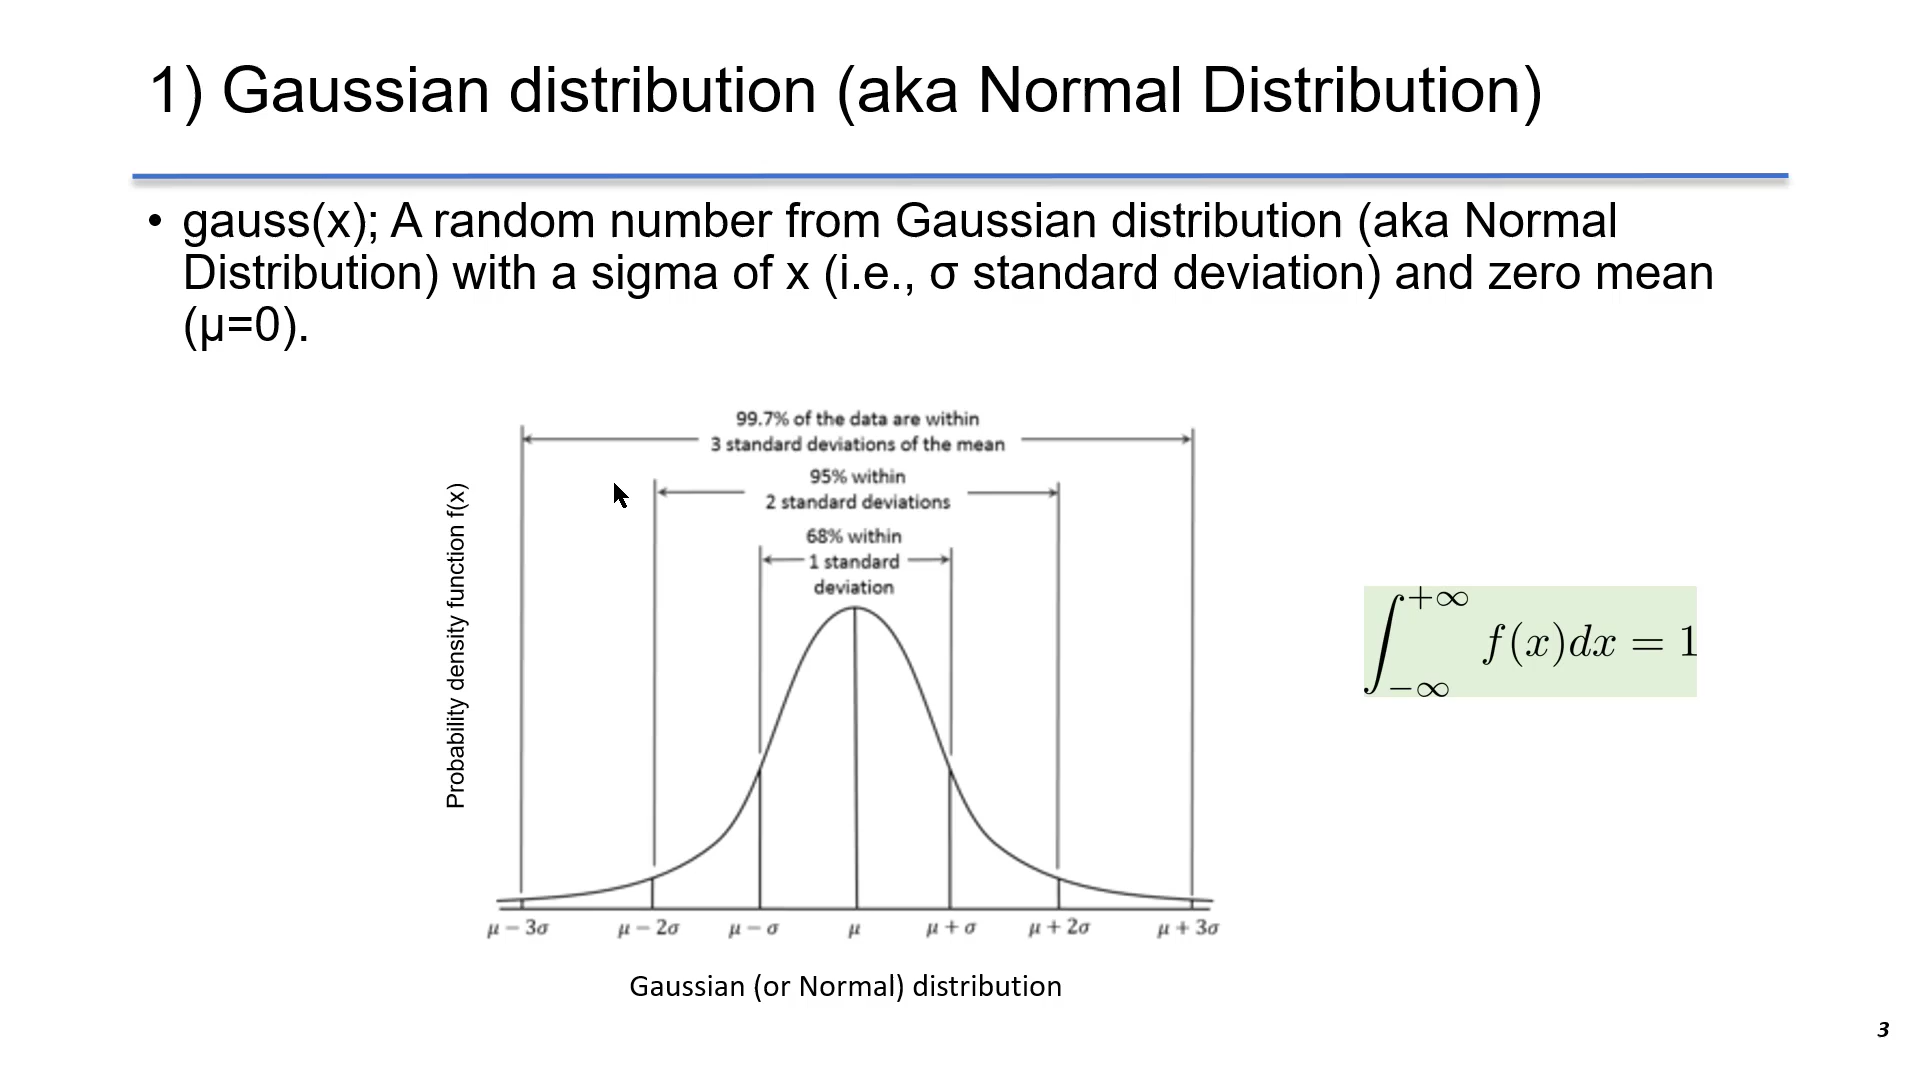 1) Gaussian distribution (aka Normal Distribution)
• gauss(x); A random number from Gaussian distribution (aka Normal
Distribution) with a sigma of x (i.e., σ standard deviation) and zero mean
(μ=0).
99.7% of the data are within
3 standard deviations of the mean
95% within
2 standard deviations
68% within
1 standard
deviation
Probability density function f(x)
∫_{-∞}^{+∞} f(x)dx = 1
μ − 3σ μ − 2σ μ − σ μ μ + σ μ + 2σ μ + 3σ
Gaussian (or Normal) distribution
3